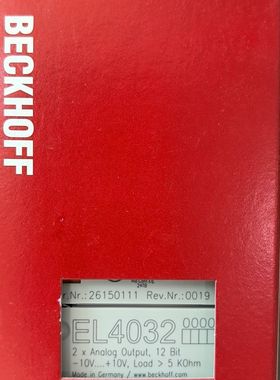 BECKHOFF
r.Nr.:26150111 Rev.Nr.:0019
EL4032 0000
2 x Analog Output, 12 Bit
-10V...+10V, Load > 5 KOhm
Made in Germany | www.beckhoff.com